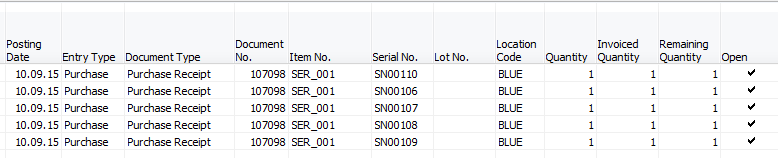 Posting Date Entry Type Document Type Document No. Item No. Serial No. Lot No. Location Code Quantity Invoiced Quantity Remaining Quantity Open
10.09.15 Purchase Purchase Receipt 107098 SER_001 SN00110 BLUE 1 1 1 ✓
10.09.15 Purchase Purchase Receipt 107098 SER_001 SN00106 BLUE 1 1 1 ✓
10.09.15 Purchase Purchase Receipt 107098 SER_001 SN00107 BLUE 1 1 1 ✓
10.09.15 Purchase Purchase Receipt 107098 SER_001 SN00108 BLUE 1 1 1 ✓
10.09.15 Purchase Purchase Receipt 107098 SER_001 SN00109 BLUE 1 1 1 ✓